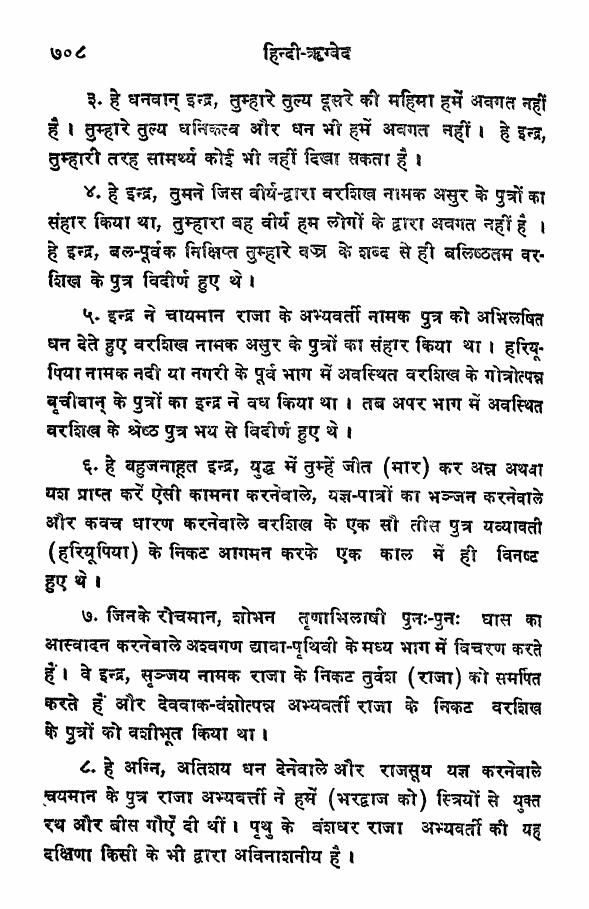 ७०८ हिन्दी-ऋग्वेद
३. हे धनवान् इन्द्र, तुम्हारे तुल्य दूसरे की महिमा हमें अवगत नहीं
है । तुम्हारे तुल्य धनिकत्व और धन भी हमें अवगत नहीं । हे इन्द्र,
तुम्हारी तरह सामर्थ्य कोई भी नहीं दिखा सकता है ।
४. हे इन्द्र, तुमने जिस वीर्य-द्वारा वरशिख नामक असुर के पुत्रों का
संहार किया था, तुम्हारा वह वीर्य हम लोगों के द्वारा अवगत नहीं है ।
हे इन्द्र, बल-पूर्वक निक्षिप्त तुम्हारे वज्र के शब्द से ही बलिष्ठतम वर-
शिख के पुत्र विदीर्ण हुए थे ।
५. इन्द्र ने चायमान राजा के अभ्यवर्ती नामक पुत्र को अभिलषित
धन देते हुए वरशिख नामक असुर के पुत्रों का संहार किया था । हरियू-
पिया नामक नदी या नगरी के पूर्व भाग में अवस्थित वरशिख के गोत्रोत्पन्न
वृचीवान् के पुत्रों का इन्द्र ने वध किया था । तब अपर भाग में अवस्थित
वरशिख के श्रेष्ठ पुत्र भय से विदीर्ण हुए थे ।
६. हे बहुजनाहूत इन्द्र, युद्ध में तुम्हें जीत (मार) कर अन्न अथवा
यश प्राप्त करें ऐसी कामना करनेवाले, यज्ञ-पात्रों का भञ्जन करनेवाले
और कवच धारण करनेवाले वरशिख के एक सौ तीस पुत्र यव्यावती
(हरियूपिया) के निकट आगमन करके एक काल में ही विनष्ट
हुए थे ।
७. जिनके रोचमान, शोभन तृणाभिलाषी पुनः-पुनः घास का
आस्वादन करनेवाले अश्वगण द्यावा-पृथिवी के मध्य भाग में विचरण करते
हैं । वे इन्द्र, सृञ्जय नामक राजा के निकट तुर्वश (राजा) को समर्पित
करते हैं और देववाक-वंशोत्पन्न अभ्यवर्ती राजा के निकट वरशिख
के पुत्रों को वशीभूत किया था ।
८. हे अग्नि, अतिशय धन देनेवाले और राजसूय यज्ञ करनेवाले
चयमान के पुत्र राजा अभ्यवर्त्ती ने हमें (भरद्वाज को) स्त्रियों से युक्त
रथ और बीस गौएँ दी थीं । पृथु के वंशधर राजा अभ्यवर्ती की यह
दक्षिणा किसी के भी द्वारा अविनाशनीय है ।